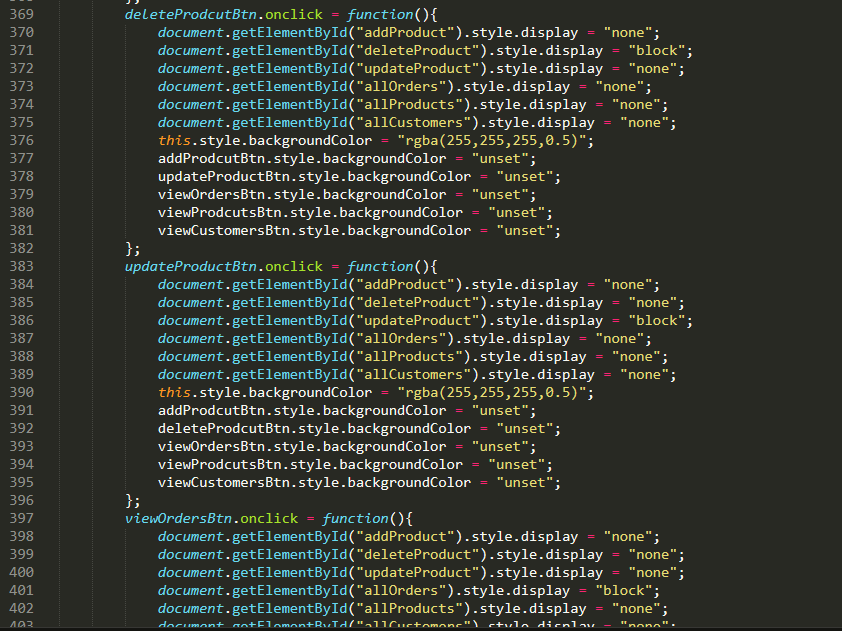 369 deleteProdcutBtn.onclick = function(){
370 document.getElementById("addProduct").style.display = "none";
371 document.getElementById("deleteProduct").style.display = "block";
372 document.getElementById("updateProduct").style.display = "none";
373 document.getElementById("allOrders").style.display = "none";
374 document.getElementById("allProducts").style.display = "none";
375 document.getElementById("allCustomers").style.display = "none";
376 this.style.backgroundColor = "rgba(255,255,255,0.5)";
377 addProdcutBtn.style.backgroundColor = "unset";
378 updateProductBtn.style.backgroundColor = "unset";
379 viewOrdersBtn.style.backgroundColor = "unset";
380 viewProdcutsBtn.style.backgroundColor = "unset";
381 viewCustomersBtn.style.backgroundColor = "unset";
382 };
383 updateProductBtn.onclick = function(){
384 document.getElementById("addProduct").style.display = "none";
385 document.getElementById("deleteProduct").style.display = "none";
386 document.getElementById("updateProduct").style.display = "block";
387 document.getElementById("allOrders").style.display = "none";
388 document.getElementById("allProducts").style.display = "none";
389 document.getElementById("allCustomers").style.display = "none";
390 this.style.backgroundColor = "rgba(255,255,255,0.5)";
391 addProdcutBtn.style.backgroundColor = "unset";
392 deleteProdcutBtn.style.backgroundColor = "unset";
393 viewOrdersBtn.style.backgroundColor = "unset";
394 viewProdcutsBtn.style.backgroundColor = "unset";
395 viewCustomersBtn.style.backgroundColor = "unset";
396 };
397 viewOrdersBtn.onclick = function(){
398 document.getElementById("addProduct").style.display = "none";
399 document.getElementById("deleteProduct").style.display = "none";
400 document.getElementById("updateProduct").style.display = "none";
401 document.getElementById("allOrders").style.display = "block";
402 document.getElementById("allProducts").style.display = "none";
403 document.getElementById("allCustomers").style.display = "none";